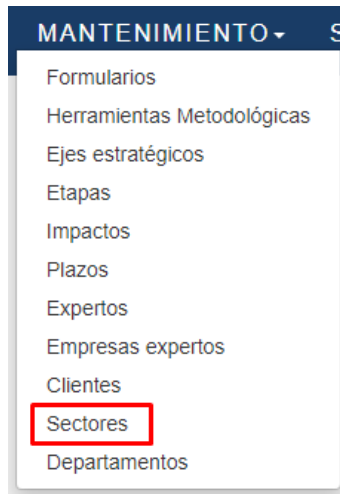 MANTENIMIENTO
Formularios
Herramientas Metodológicas
Ejes estratégicos
Etapas
Impactos
Plazos
Expertos
Empresas expertos
Clientes
Sectores
Departamentos